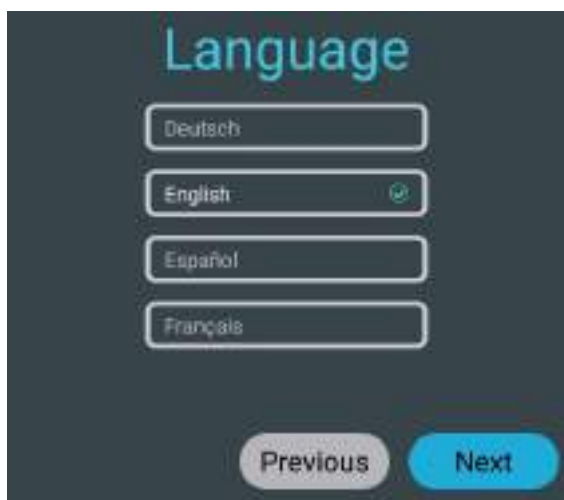 Language
Deutsch
English
Español
Français
Previous Next